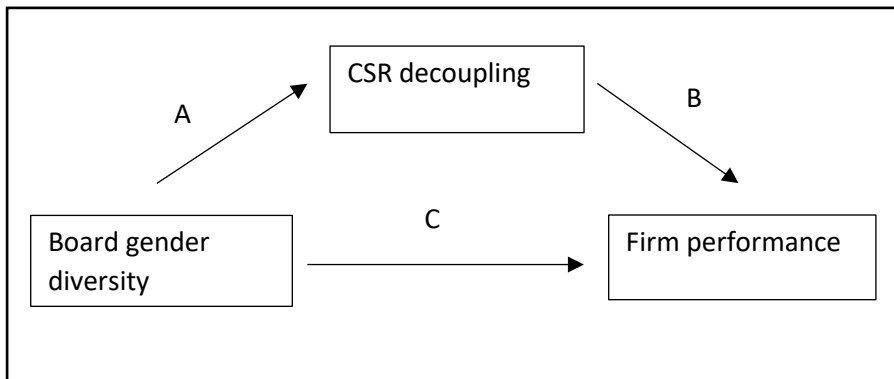 CSR decoupling
A
B
Board gender
diversity
C
Firm performance